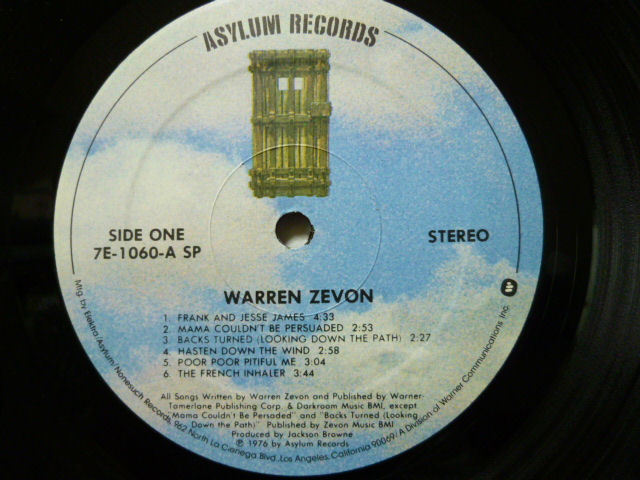 ASYLUM RECORDS
SIDE ONE
7E-1060-A SP
STEREO
WARREN ZEVON
1. FRANK AND JESSE JAMES 4:33
2. MAMA COULDN'T BE PERSUADED 2:53
3. BACKS TURNED (LOOKING DOWN THE PATH) 2:27
4. HASTEN DOWN THE WIND 2:58
5. POOR POOR PITIFUL ME 3:04
6. THE FRENCH INHALER 3:44
All Songs Written by Warren Zevon and Published by Warner-
Tamerlane Publishing Corp. & Darkroom Music BMI, except
"Mama Couldn't Be Persaded" and "Backs Turned (Looking
Down the Path)" Published by Zevon Music BMI
Produced by Jackson Browne
℗ 1976 by Asylum Records
Mfg. by Elektra/Asylum/Nonesuch Records, 962 North La Cienega Blvd., Los Angeles, California 90069/A Division of Warner Communications Inc.